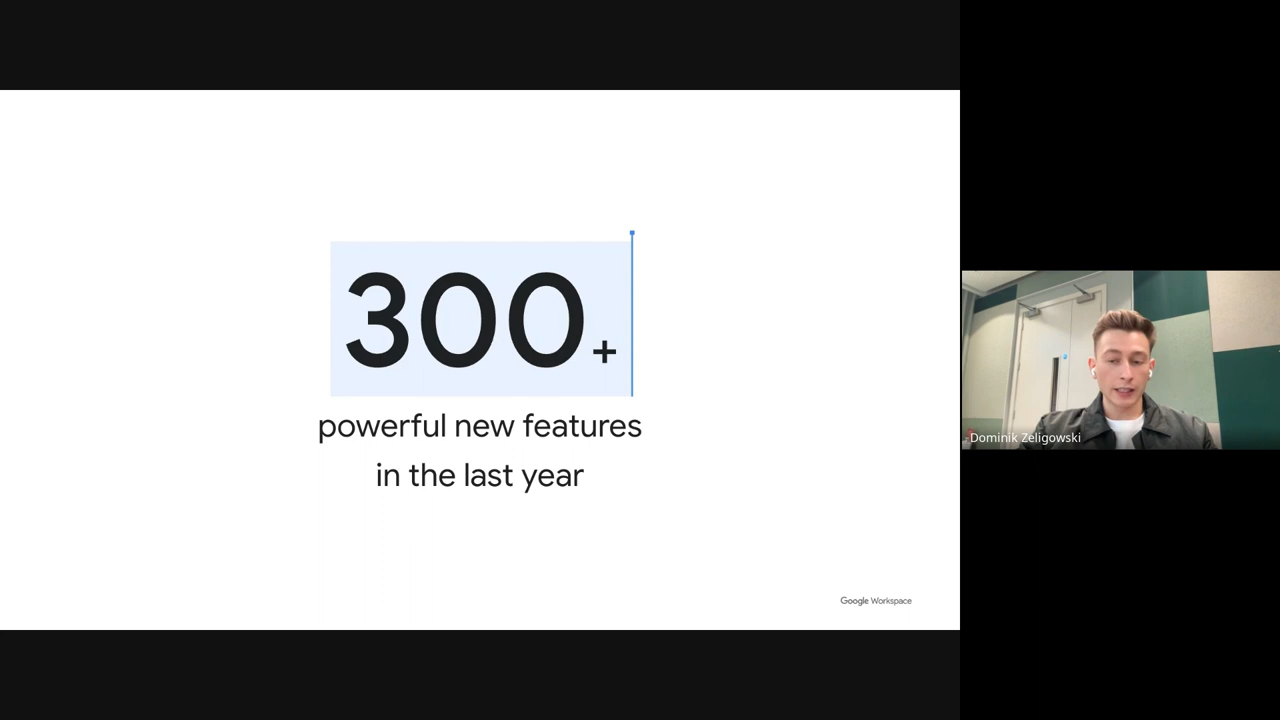 300+
powerful new features
in the last year
Google Workspace
Dominik Zeligowski